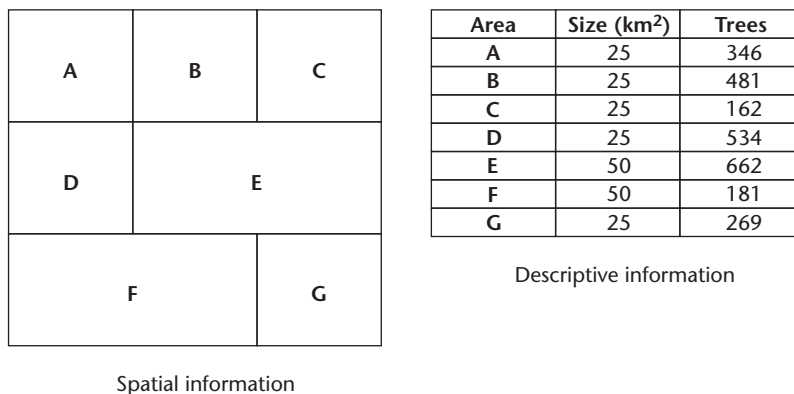 A B C
D E
F G
Spatial information
Area Size (km²) Trees
A 25 346
B 25 481
C 25 162
D 25 534
E 50 662
F 50 181
G 25 269
Descriptive information